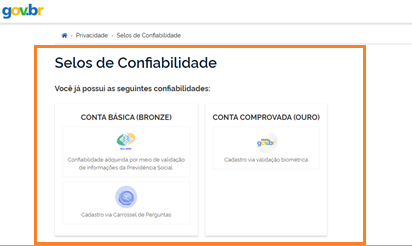 gov.br
Privacidade › Selos de Confiabilidade
Selos de Confiabilidade
Você já possui as seguintes confiabilidades:
CONTA BÁSICA (BRONZE)
Confiabilidade adquirida por meio de validação
de informações da Previdência Social.
Cadastro via Carrossel de Perguntas
CONTA COMPROVADA (OURO)
gov.br
Cadastro via validação biométrica